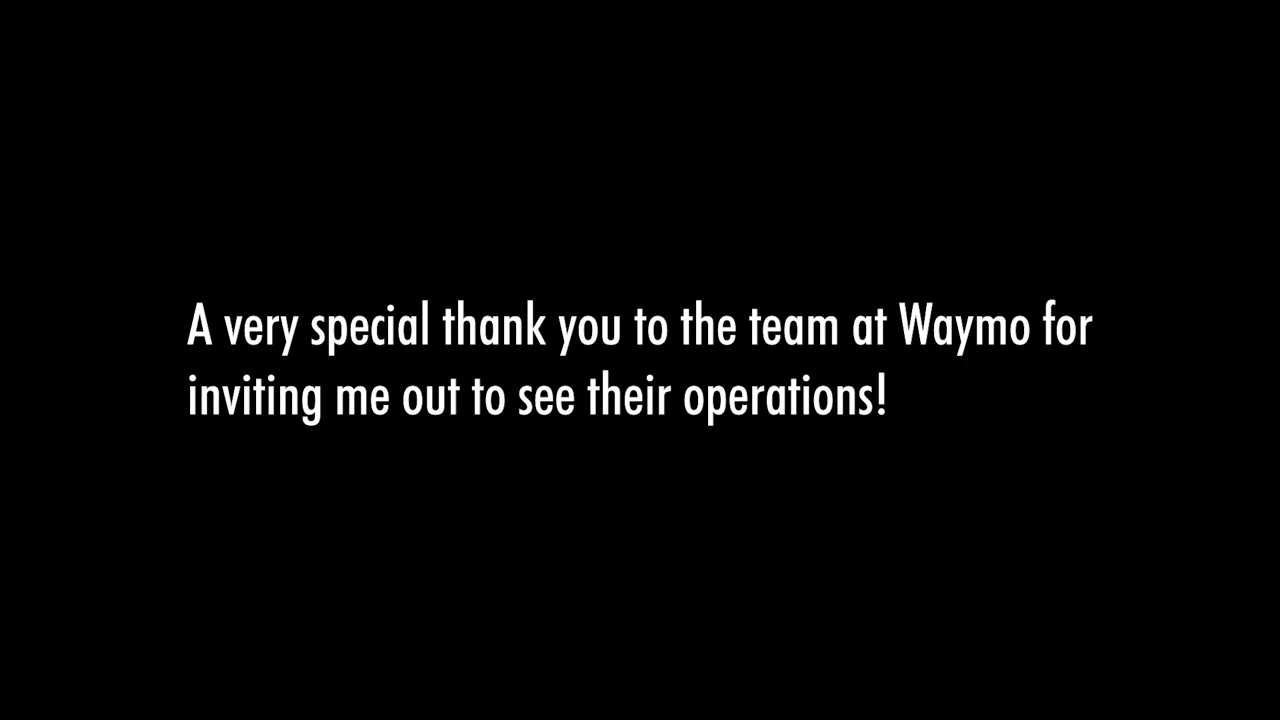 A very special thank you to the team at Waymo for
inviting me out to see their operations!